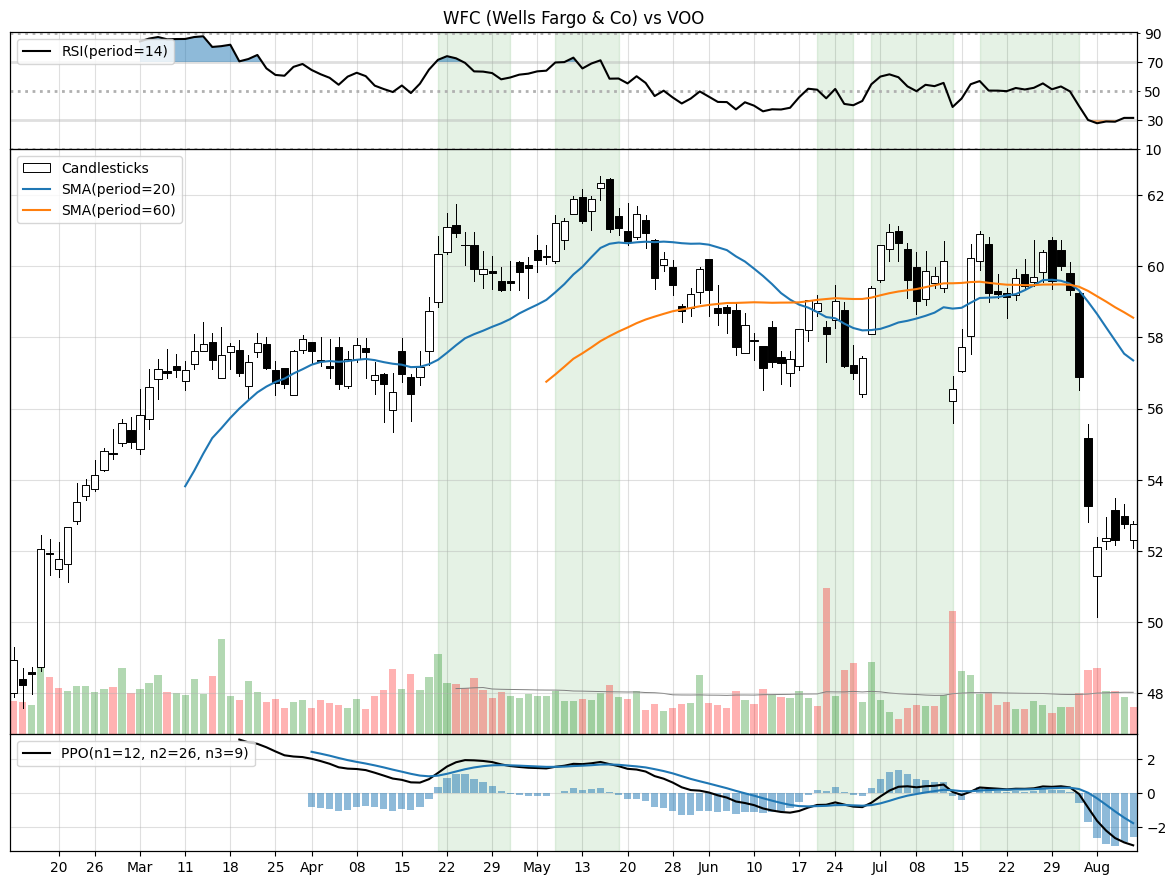 WFC (Wells Fargo & Co) vs VOO
RSI(period=14)
90
70
50
30
10
Candlesticks
SMA(period=20)
SMA(period=60)
62
60
58
56
54
52
50
48
PPO(n1=12, n2=26, n3=9)
2
0
−2
20 26 Mar 11 18 25 Apr 08 15 22 29 May 13 20 28 Jun 10 17 24 Jul 08 15 22 29 Aug